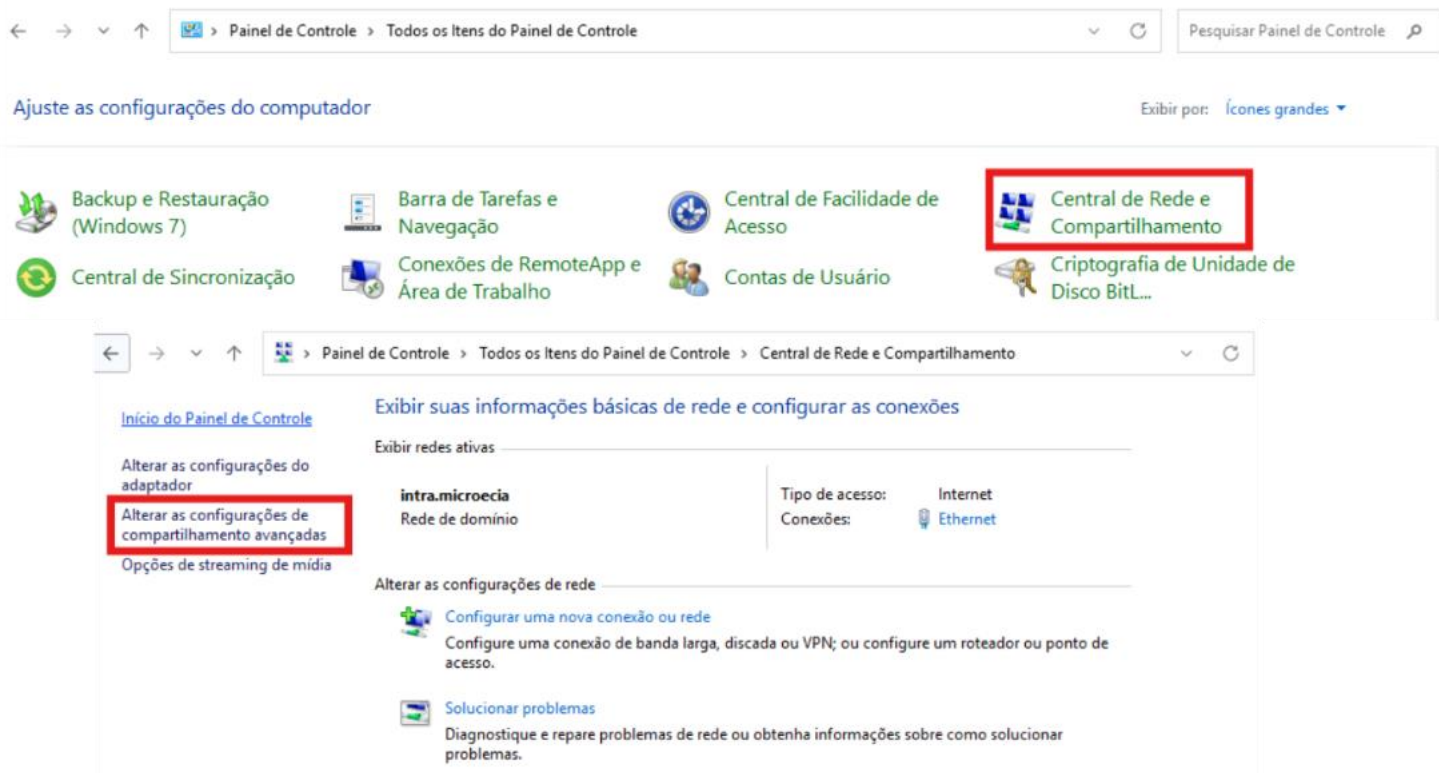 Painel de Controle > Todos os Itens do Painel de Controle
Pesquisar Painel de Controle
Ajuste as configurações do computador
Exibir por: Ícones grandes
Backup e Restauração
(Windows 7)
Barra de Tarefas e
Navegação
Central de Facilidade de
Acesso
Central de Rede e
Compartilhamento
Central de Sincronização
Conexões de RemoteApp e
Área de Trabalho
Contas de Usuário
Criptografia de Unidade de
Disco BitL...
Painel de Controle > Todos os Itens do Painel de Controle > Central de Rede e Compartilhamento
Início do Painel de Controle
Alterar as configurações do
adaptador
Alterar as configurações de
compartilhamento avançadas
Opções de streaming de mídia
Exibir suas informações básicas de rede e configurar as conexões
Exibir redes ativas
intra.microecia
Rede de domínio
Tipo de acesso: Internet
Conexões: Ethernet
Alterar as configurações de rede
Configurar uma nova conexão ou rede
Configure uma conexão de banda larga, discada ou VPN; ou configure um roteador ou ponto de
acesso.
Solucionar problemas
Diagnostique e repare problemas de rede ou obtenha informações sobre como solucionar
problemas.